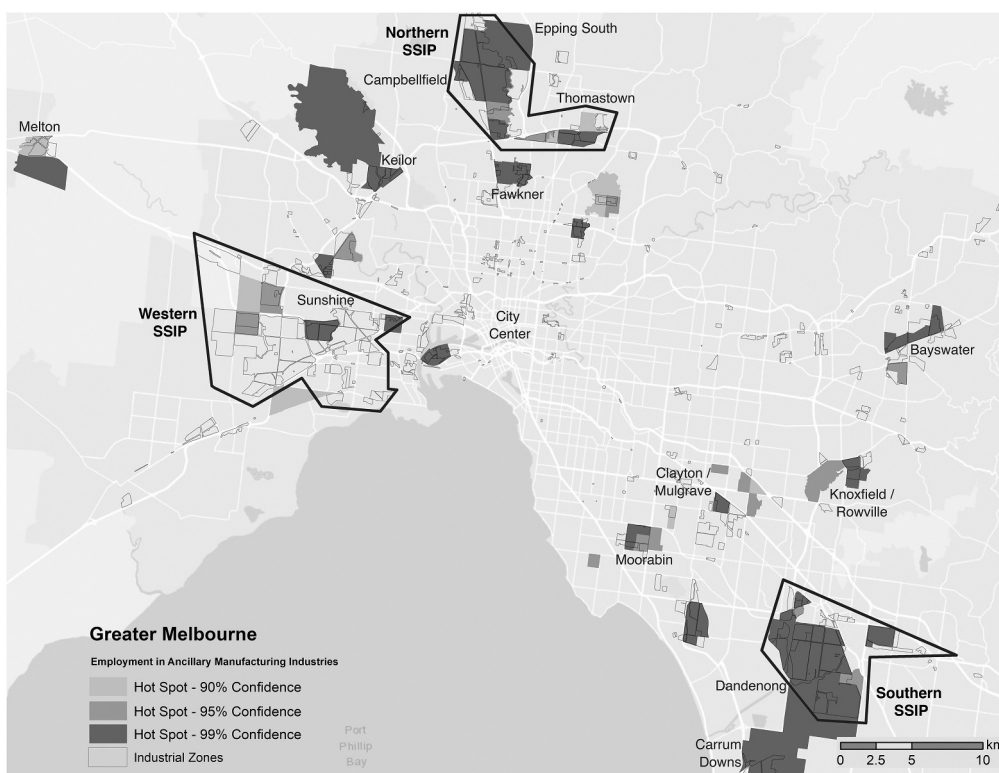 Northern
SSIP
Epping South
Campbellfield
Thomastown
Melton
Keilor
Fawkner
Western
SSIP
Sunshine
City
Center
Bayswater
Clayton /
Mulgrave
Knoxfield /
Rowville
Moorabin
Greater Melbourne
Employment in Ancillary Manufacturing Industries
Hot Spot - 90% Confidence
Hot Spot - 95% Confidence
Hot Spot - 99% Confidence
Industrial Zones
Port
Phillip
Bay
Dandenong
Southern
SSIP
Carrum
Downs
km
0 2.5 5 10